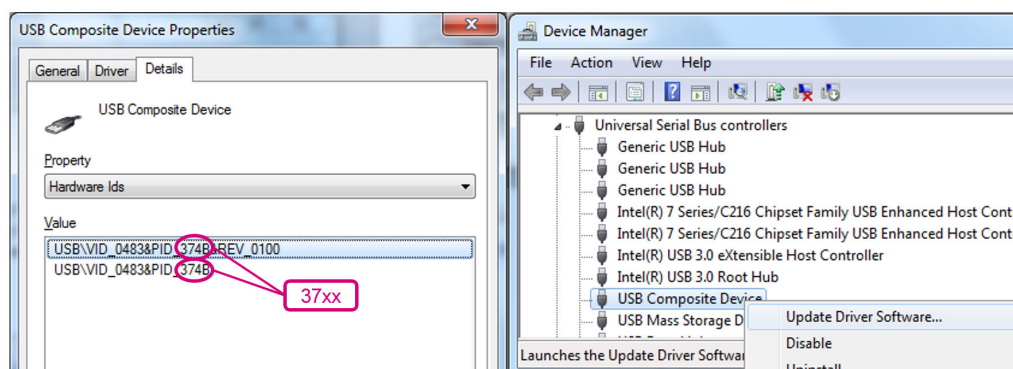 USB Composite Device Properties
General Driver Details
USB Composite Device
Property
Hardware Ids
Value
USB\VID_0483&PID_374B&REV_0100
USB\VID_0483&PID_374B
37xx
Device Manager
File Action View Help
Universal Serial Bus controllers
Generic USB Hub
Generic USB Hub
Generic USB Hub
Intel(R) 7 Series/C216 Chipset Family USB Enhanced Host Cont
Intel(R) 7 Series/C216 Chipset Family USB Enhanced Host Cont
Intel(R) USB 3.0 eXtensible Host Controller
Intel(R) USB 3.0 Root Hub
USB Composite Device
USB Mass Storage D
Update Driver Software...
Disable
Uninstall
Launches the Update Driver Softwar